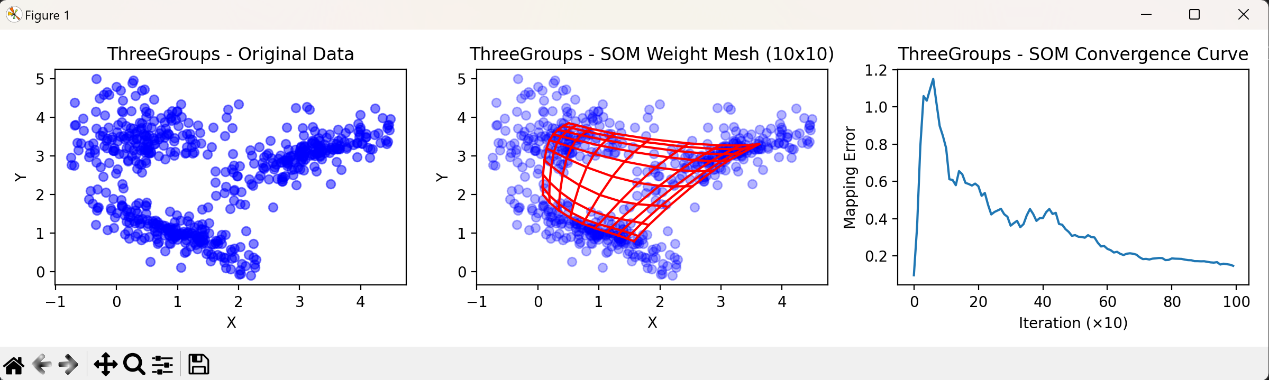 Figure 1
ThreeGroups - Original Data
5
4
3
2
1
0
Y
−1 0 1 2 3 4
X
ThreeGroups - SOM Weight Mesh (10x10)
5
4
3
2
1
0
Y
−1 0 1 2 3 4
X
ThreeGroups - SOM Convergence Curve
1.2
1.0
0.8
0.6
0.4
0.2
Mapping Error
0 20 40 60 80 100
Iteration (×10)